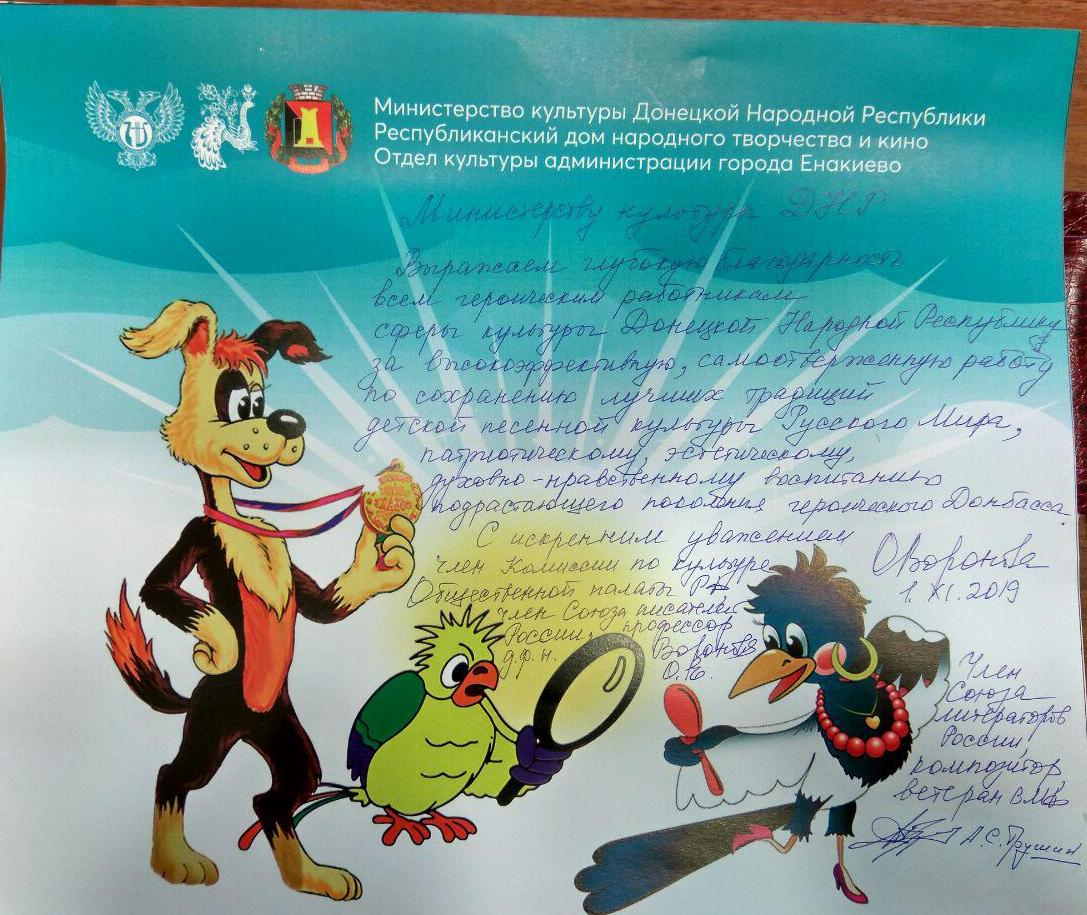 Министерство культуры Донецкой Народной Республики
Республиканский дом народного творчества и кино
Отдел культуры администрации города Енакиево
Министерству культуры ДНР
Выражаем глубокую благодарность
всем героическим работникам
сферы культуры Донецкой Народной Республики
за высокоэффективную, самоотверженную работу
по сохранению лучших традиций
детской песенной культуры Русского Мира,
патриотическому, эстетическому,
духовно-нравственному воспитанию
подрастающего поколения героического Донбасса.
С искренним уважением
член Комиссии по культуре
Общественной палаты РФ
член Союза писателей
России, профессор
д.ф.н. Воронова
О.Е.
ОВоронова
1.XI.2019
Член
Союза
литераторов
России,
композитор
ветеран ВМФ
А.С. Трушин